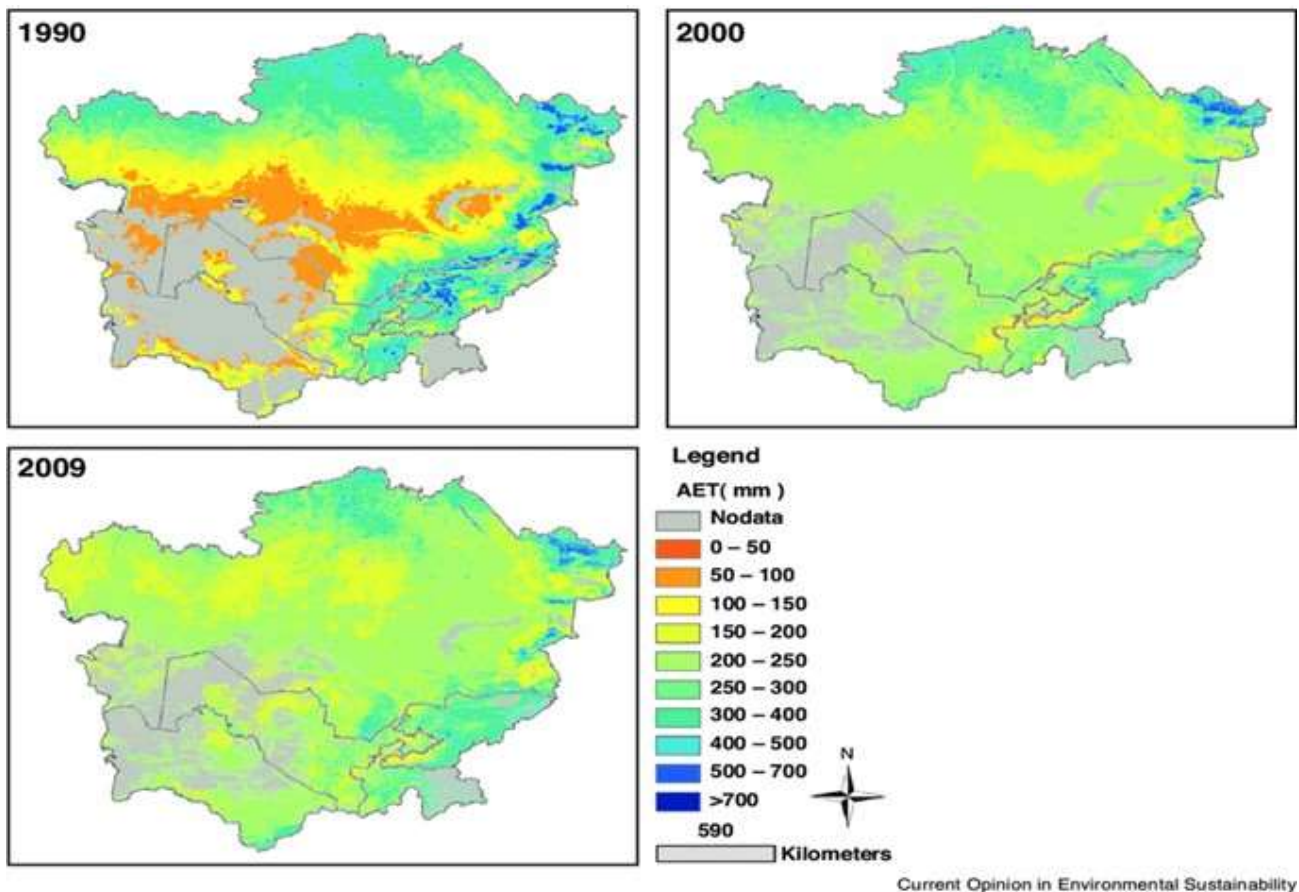 1990
2000
2009
Legend
AET( mm )
Nodata
0 – 50
50 – 100
100 – 150
150 – 200
200 – 250
250 – 300
300 – 400
400 – 500
500 – 700
>700
N
590
Kilometers
Current Opinion in Environmental Sustainability